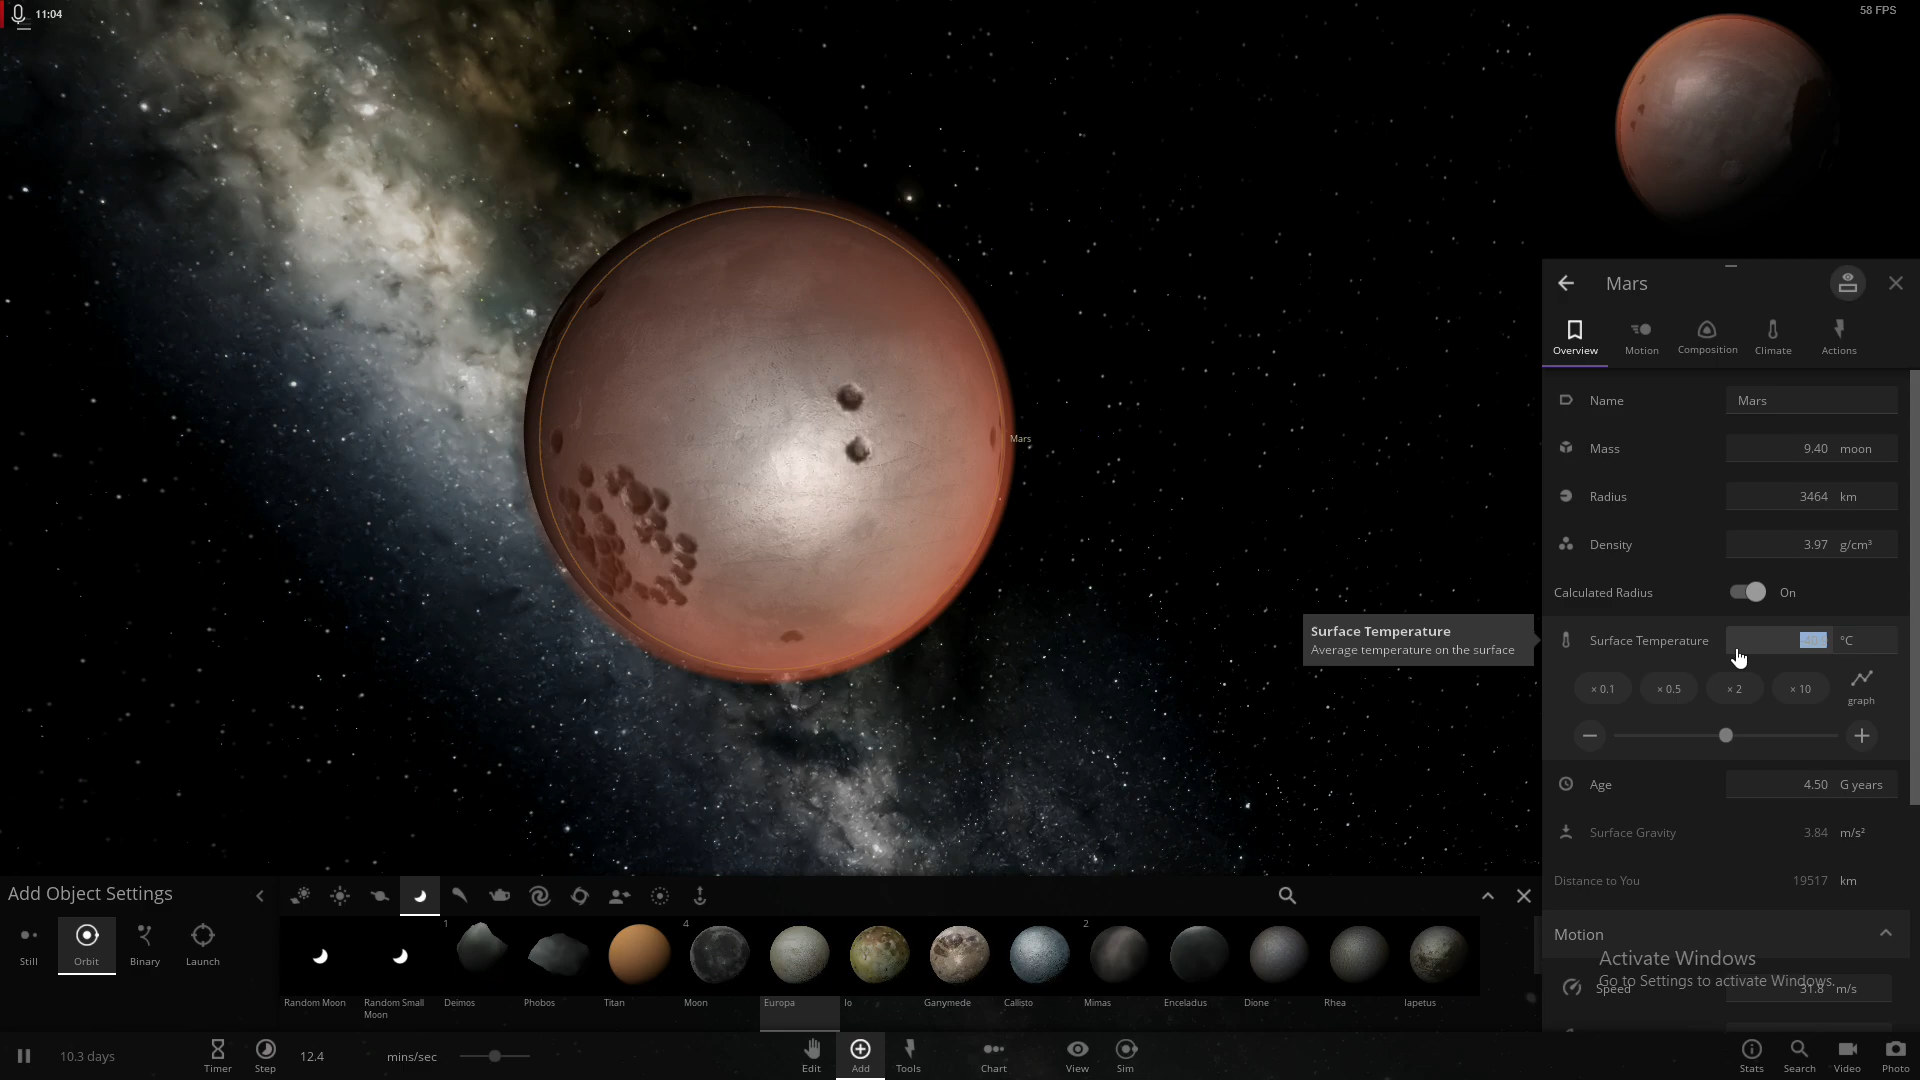 11:04
58 FPS
Mars
Mars
Overview
Motion
Composition
Climate
Actions
Name
Mars
Mass
9.40 moon
Radius
3464 km
Density
3.97 g/cm³
Calculated Radius
On
Surface Temperature
Average temperature on the surface
Surface Temperature
°C
× 0.1
× 0.5
× 2
× 10
graph
Age
4.50 G years
Surface Gravity
3.84 m/s²
Distance to You
19517 km
Motion
Activate Windows
Go to Settings to activate Windows.
Speed
31.8 m/s
Add Object Settings
Still
Orbit
Binary
Launch
1
4
2
Random Moon
Random Small Moon
Deimos
Phobos
Titan
Moon
Europa
Io
Ganymede
Callisto
Mimas
Enceladus
Dione
Rhea
Iapetus
10.3 days
Timer
Step
12.4
mins/sec
Edit
Add
Tools
Chart
View
Sim
Stats
Search
Video
Photo